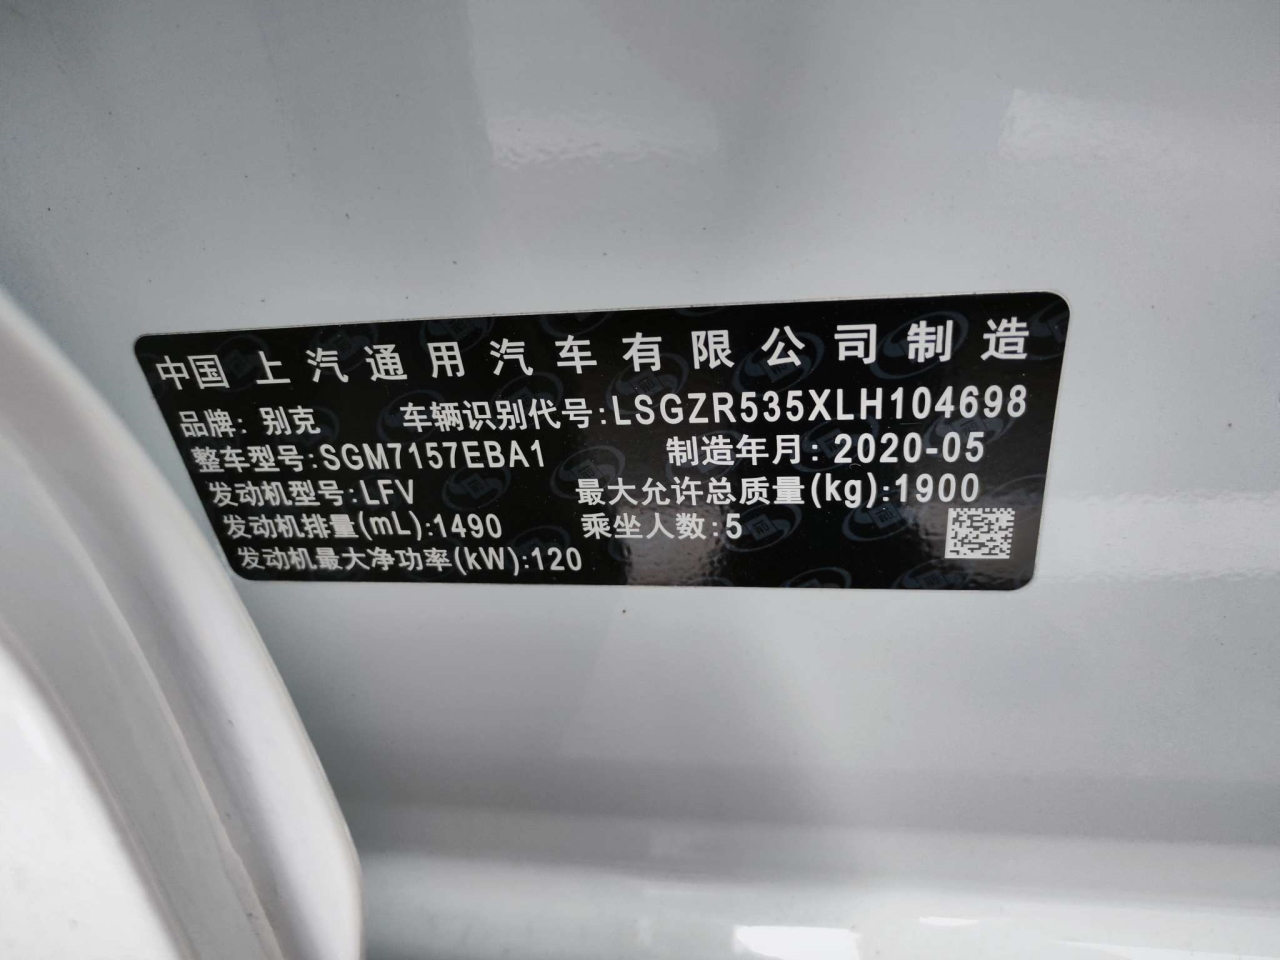 中国上汽通用汽车有限公司制造
品牌: 别克 车辆识别代号:LSGZR535XLH104698
整车型号:SGM7157EBA1 制造年月: 2020-05
发动机型号:LFV 最大允许总质量(kg):1900
发动机排量(mL):1490 乘坐人数:5
发动机最大净功率(kW):120